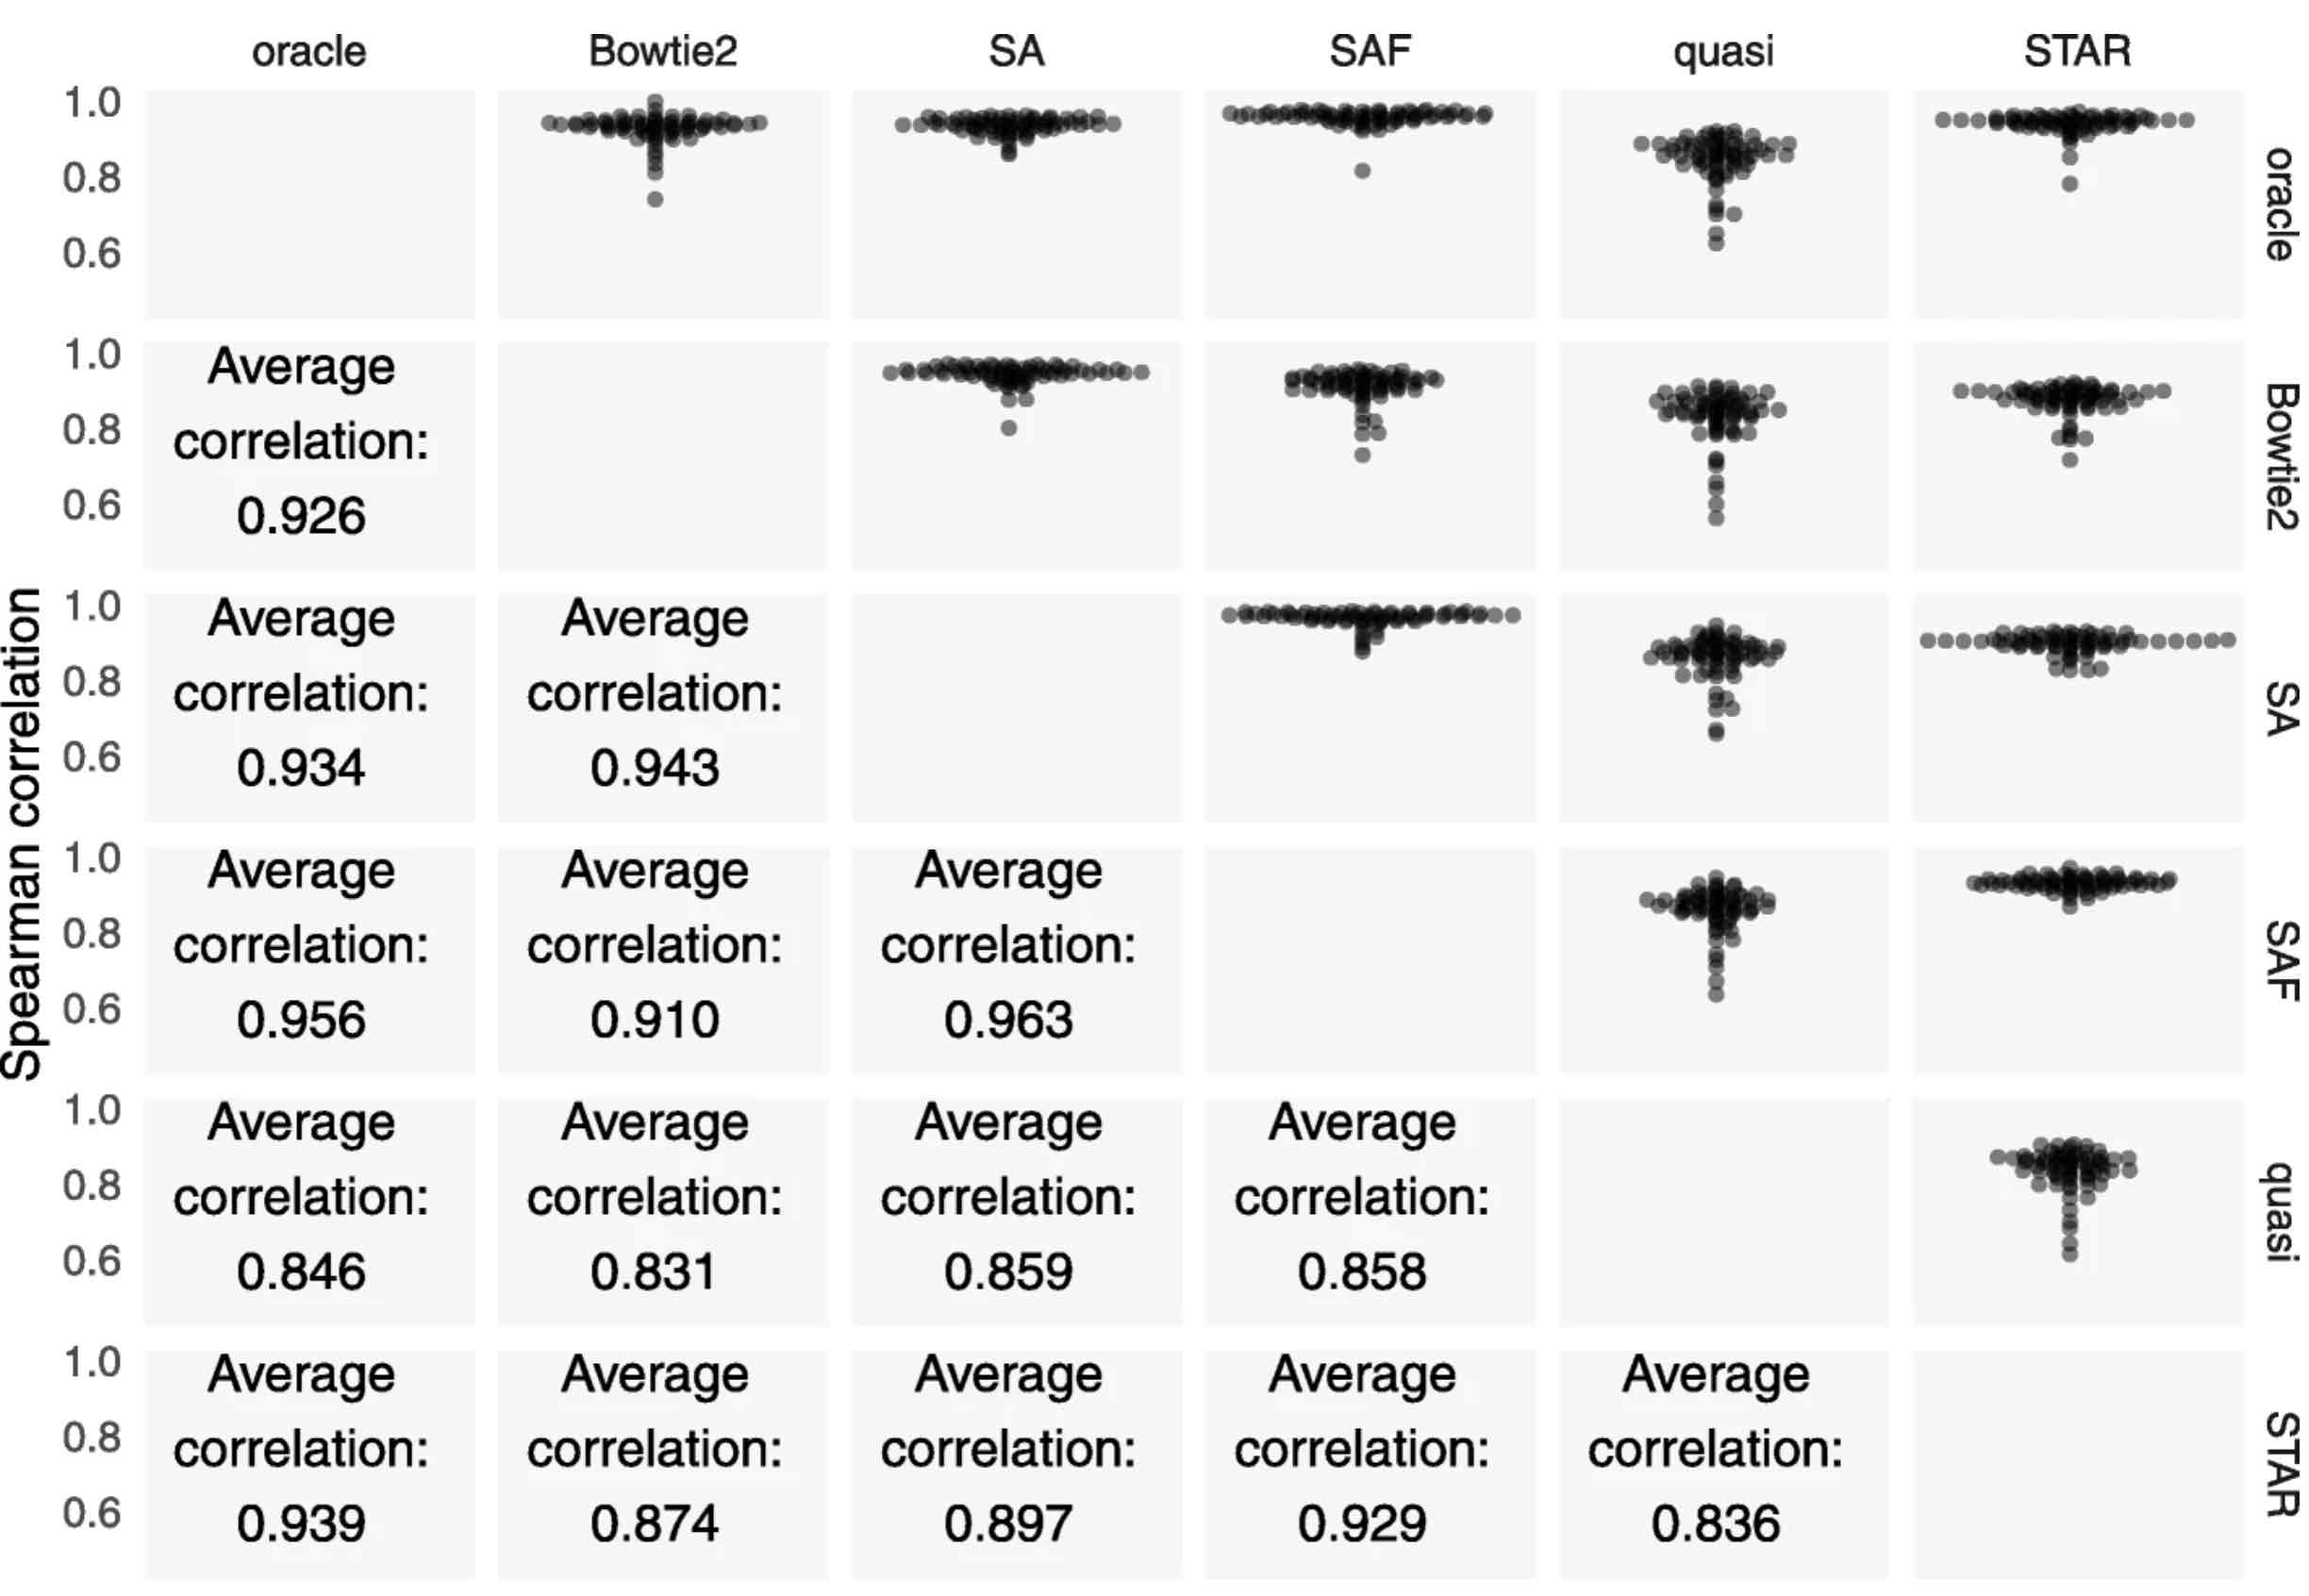 oracle Bowtie2 SA SAF quasi STAR
1.0
0.8
0.6
oracle
1.0
0.8
0.6
Average
correlation:
0.926
Bowtie2
Spearman correlation
1.0
0.8
0.6
Average Average
correlation: correlation:
0.934 0.943
SA
1.0
0.8
0.6
Average Average Average
correlation: correlation: correlation:
0.956 0.910 0.963
SAF
1.0
0.8
0.6
Average Average Average Average
correlation: correlation: correlation: correlation:
0.846 0.831 0.859 0.858
quasi
1.0
0.8
0.6
Average Average Average Average Average
correlation: correlation: correlation: correlation: correlation:
0.939 0.874 0.897 0.929 0.836
STAR